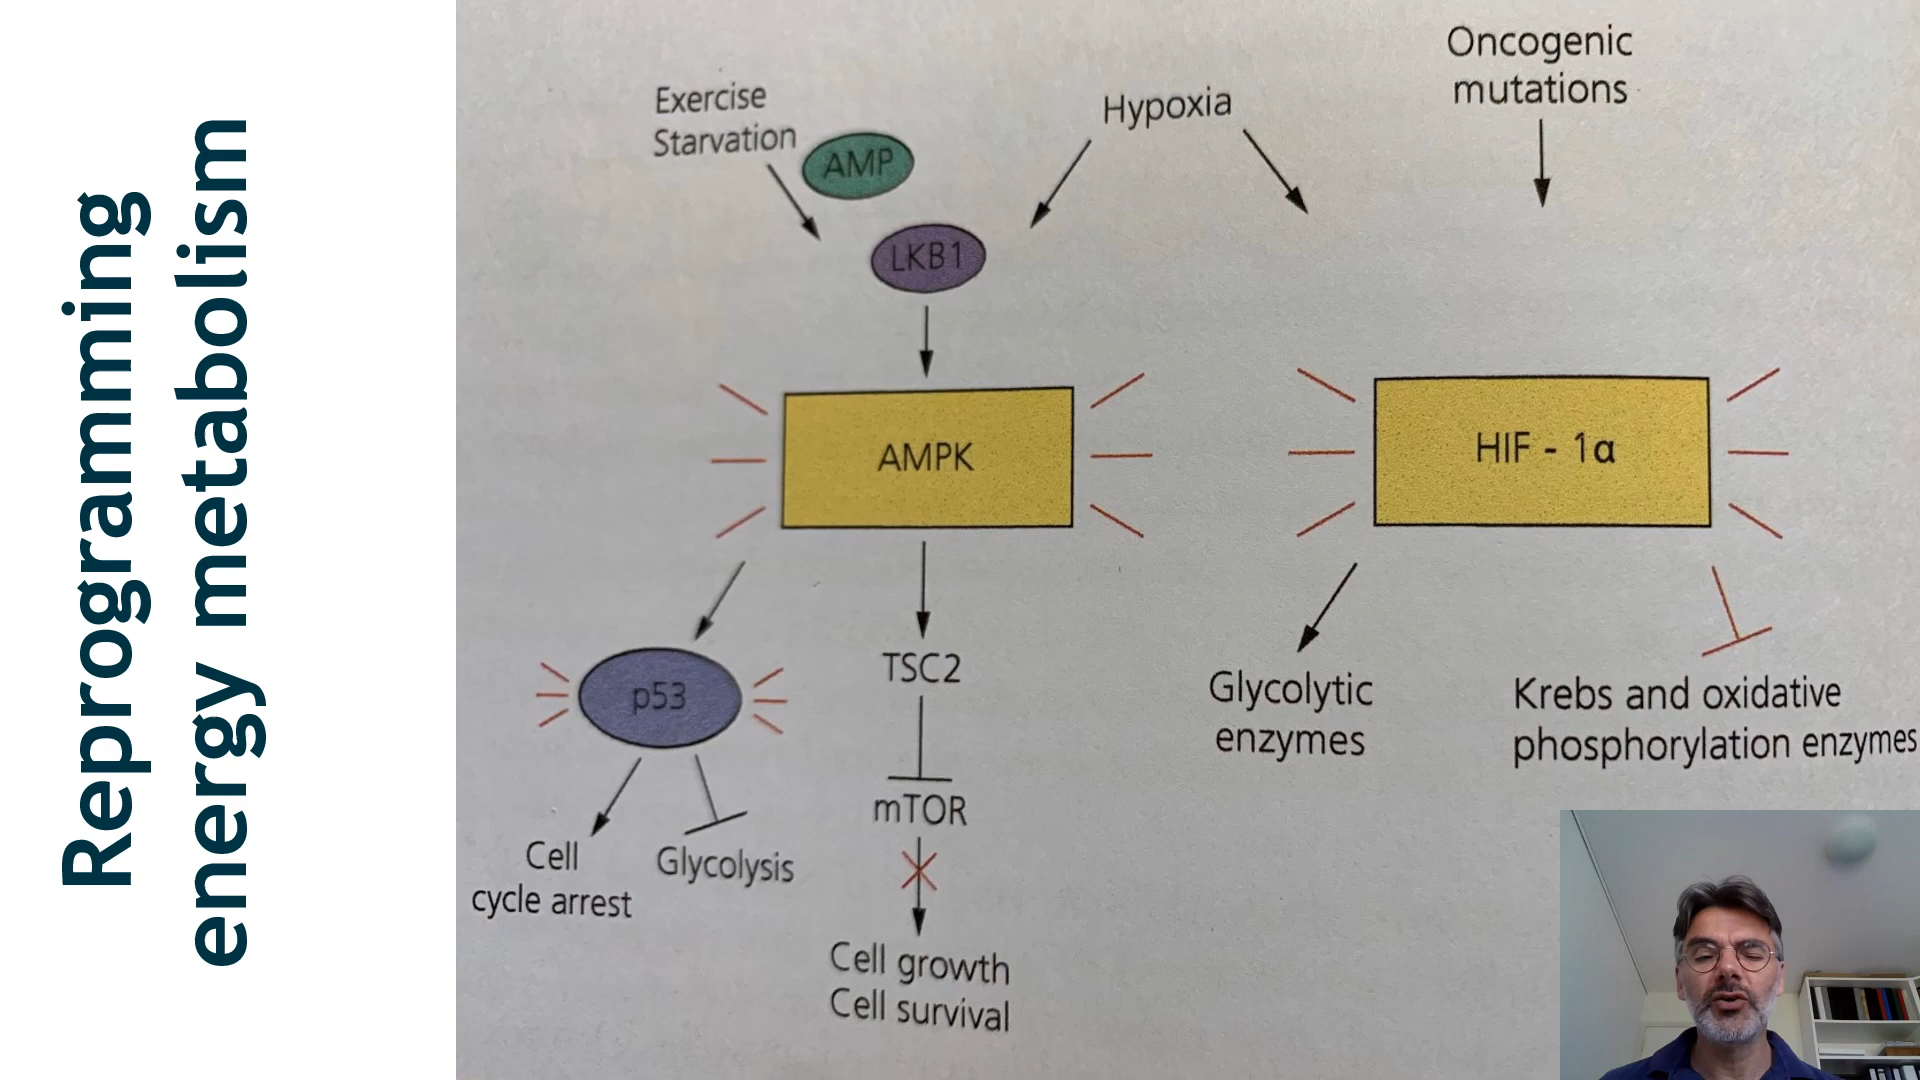 Reprogramming
energy metabolism
Exercise
Starvation
AMP
LKB1
Hypoxia
Oncogenic
mutations
AMPK
HIF - 1α
p53
TSC2
Cell
cycle arrest
Glycolysis
mTOR
Cell growth
Cell survival
Glycolytic
enzymes
Krebs and oxidative
phosphorylation enzymes